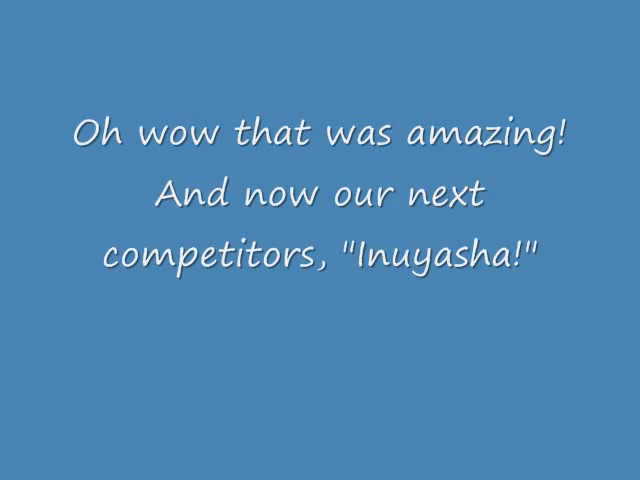 Oh wow that was amazing!
And now our next
competitors, "Inuyasha!"